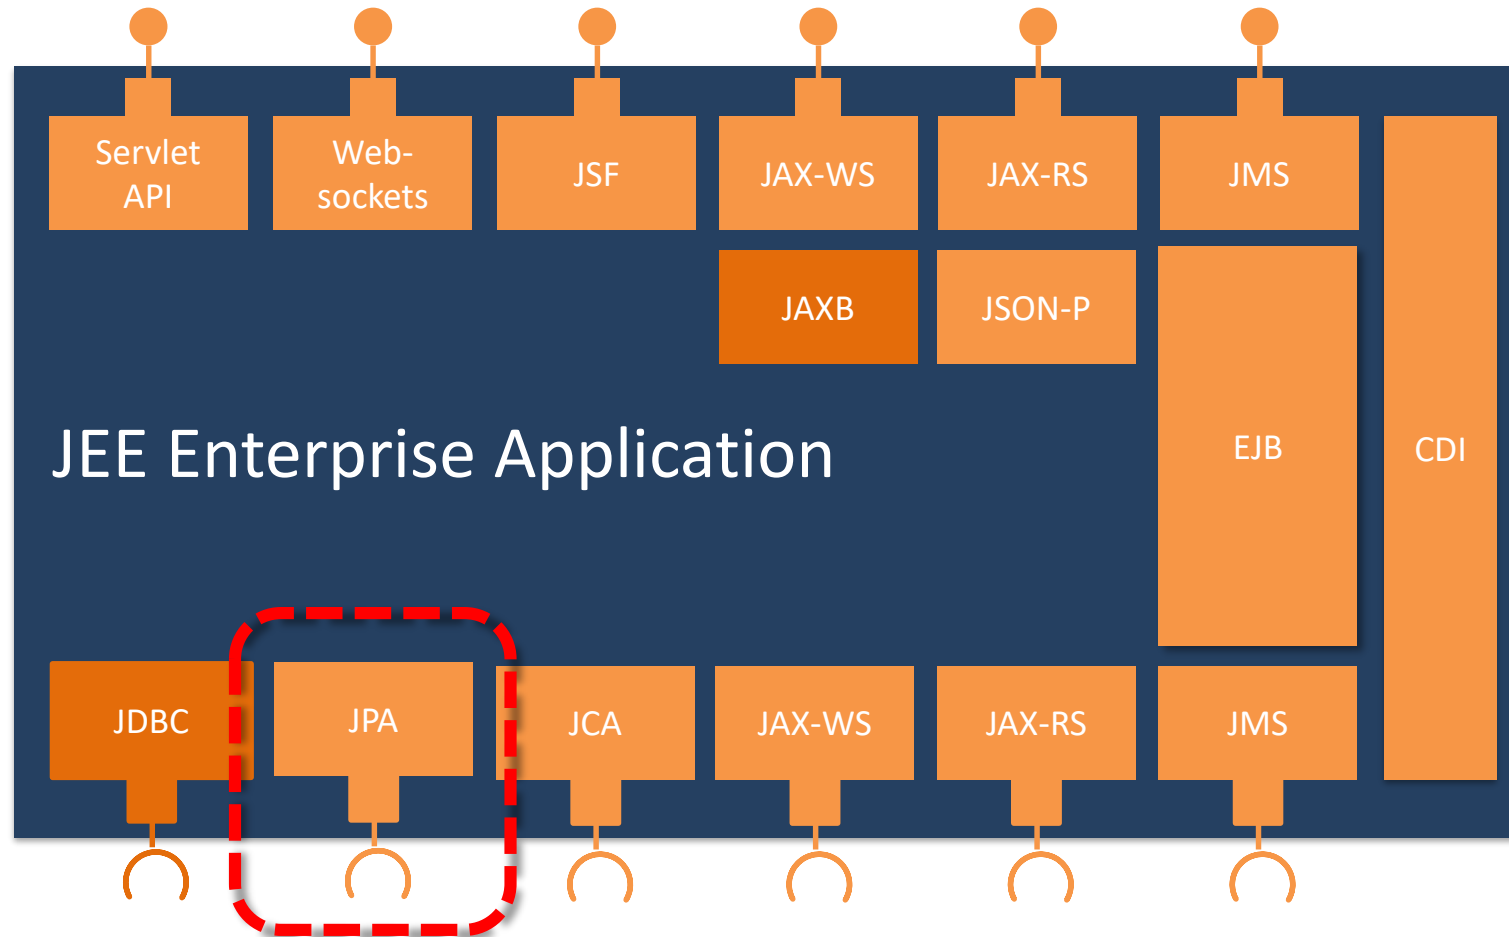 Servlet
API
Web-
sockets
JSF
JAX-WS
JAX-RS
JMS
JAXB
JSON-P
JEE Enterprise Application
EJB
CDI
JDBC
JPA
JCA
JAX-WS
JAX-RS
JMS